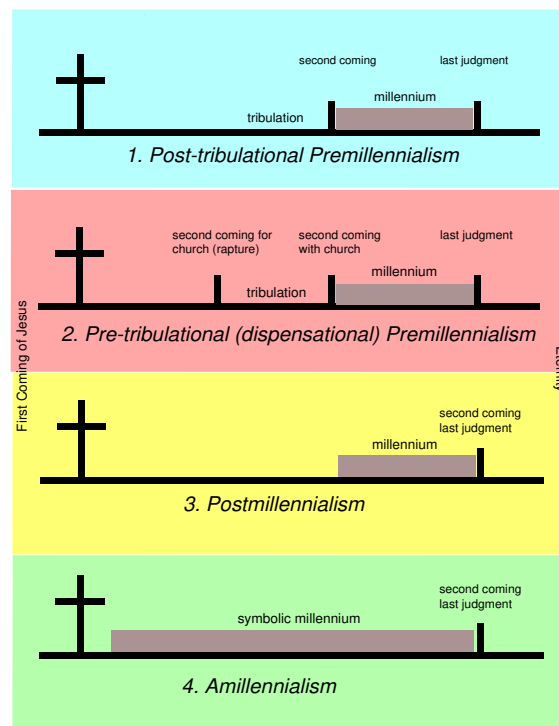 second coming
last judgment
millennium
tribulation
1. Post-tribulational Premillennialism
second coming for
church (rapture)
second coming
with church
last judgment
millennium
tribulation
2. Pre-tribulational (dispensational) Premillennialism
First Coming of Jesus
second coming
last judgment
millennium
3. Postmillennialism
second coming
last judgment
symbolic millennium
4. Amillennialism